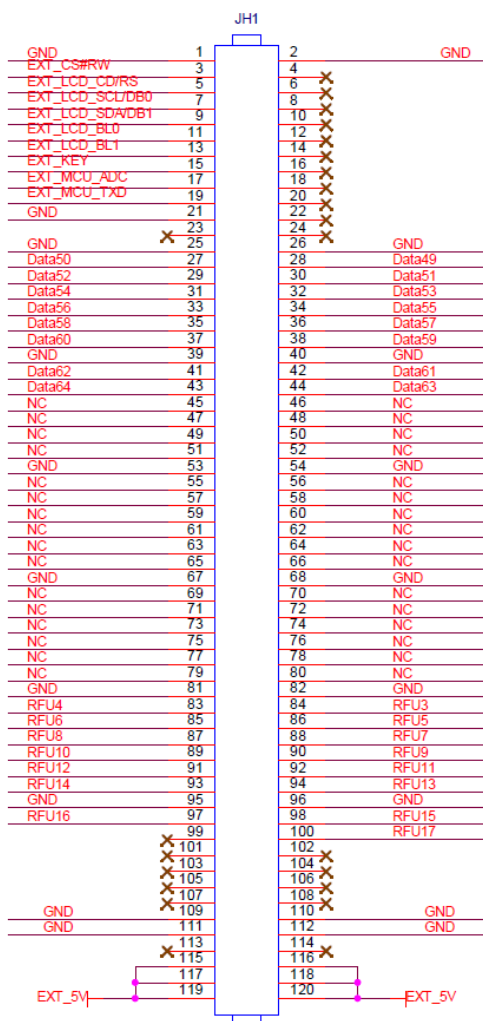 JH1
GND 1 2 GND
EXT_CS#RW 3 4
EXT_LCD_CD/RS 5 6
EXT_LCD_SCL/DB0 7 8
EXT_LCD_SDA/DB1 9 10
EXT_LCD_BL0 11 12
EXT_LCD_BL1 13 14
EXT_KEY 15 16
EXT_MCU_ADC 17 18
EXT_MCU_TXD 19 20
GND 21 22
23 24
GND 25 26 GND
Data50 27 28 Data49
Data52 29 30 Data51
Data54 31 32 Data53
Data56 33 34 Data55
Data58 35 36 Data57
Data60 37 38 Data59
GND 39 40 GND
Data62 41 42 Data61
Data64 43 44 Data63
NC 45 46 NC
NC 47 48 NC
NC 49 50 NC
NC 51 52 NC
GND 53 54 GND
NC 55 56 NC
NC 57 58 NC
NC 59 60 NC
NC 61 62 NC
NC 63 64 NC
NC 65 66 NC
GND 67 68 GND
NC 69 70 NC
NC 71 72 NC
NC 73 74 NC
NC 75 76 NC
NC 77 78 NC
NC 79 80 NC
GND 81 82 GND
RFU4 83 84 RFU3
RFU6 85 86 RFU5
RFU8 87 88 RFU7
RFU10 89 90 RFU9
RFU12 91 92 RFU11
RFU14 93 94 RFU13
GND 95 96 GND
RFU16 97 98 RFU15
99 100 RFU17
101 102
103 104
105 106
107 108
GND 109 110 GND
GND 111 112 GND
113 114
115 116
117 118
EXT_5V 119 120 EXT_5V